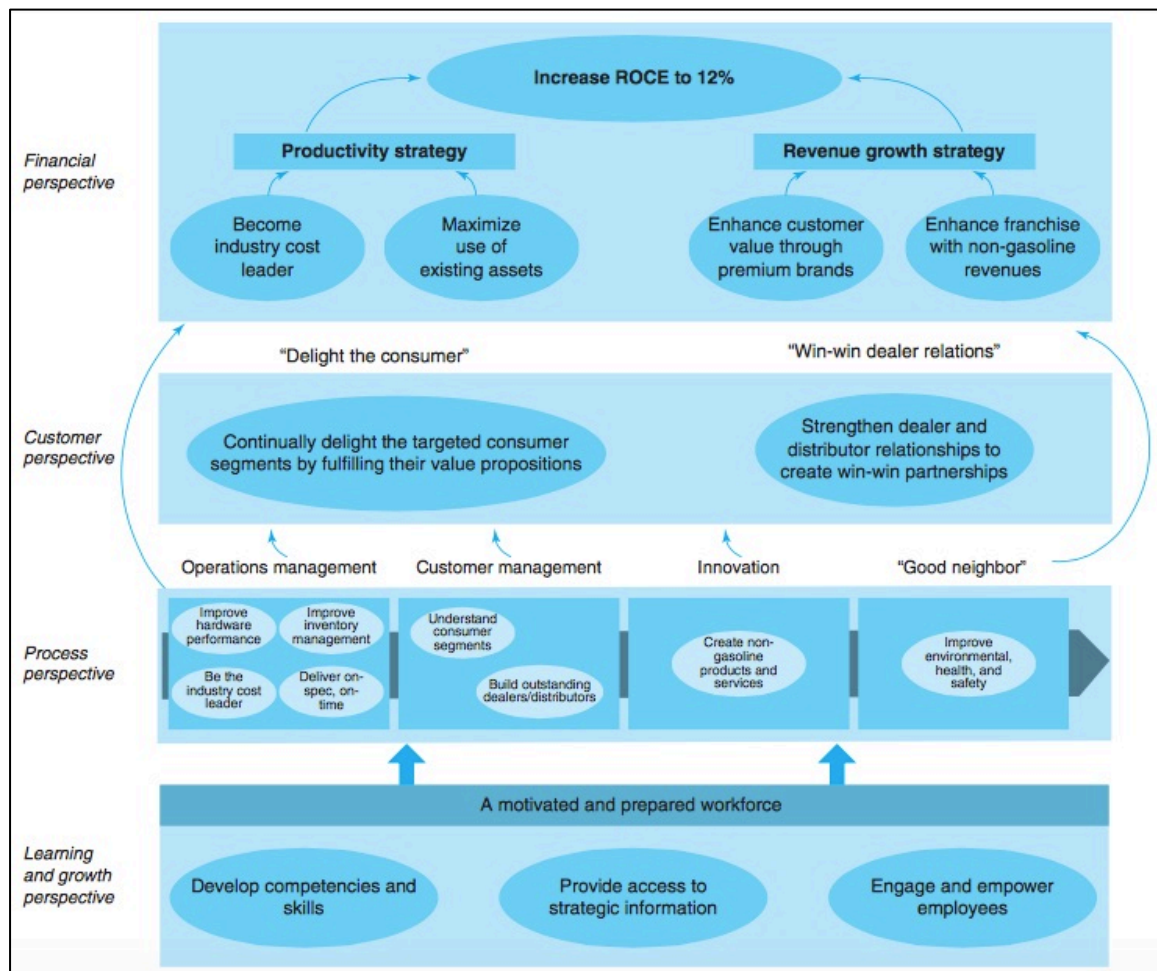 Financial
perspective
Increase ROCE to 12%
Productivity strategy
Revenue growth strategy
Become
industry cost
leader
Maximize
use of
existing assets
Enhance customer
value through
premium brands
Enhance franchise
with non-gasoline
revenues
"Delight the consumer"
"Win-win dealer relations"
Customer
perspective
Continually delight the targeted consumer
segments by fulfilling their value propositions
Strengthen dealer and
distributor relationships to
create win-win partnerships
Operations management
Customer management
Innovation
"Good neighbor"
Process
perspective
Improve
hardware
performance
Improve
inventory
management
Be the
industry cost
leader
Deliver on-
spec, on-
time
Understand
consumer
segments
Build outstanding
dealers/distributors
Create non-
gasoline
products and
services
Improve
environmental,
health, and
safety
A motivated and prepared workforce
Learning
and growth
perspective
Develop competencies and
skills
Provide access to
strategic information
Engage and empower
employees